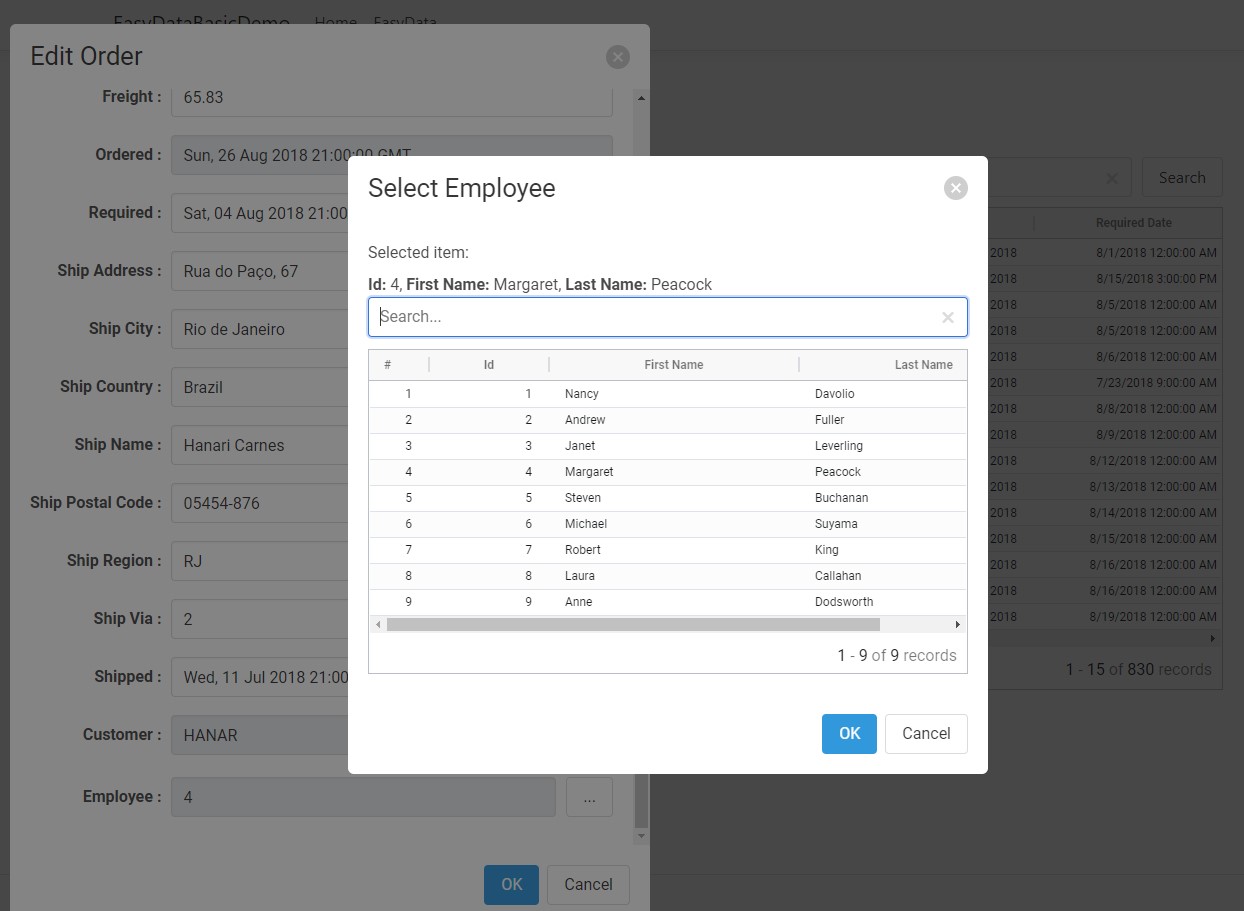 EasyDataBasicDemo Home EasyData
Edit Order
Freight : 65.83
Ordered : Sun, 26 Aug 2018 21:00:00 GMT
Required : Sat, 04 Aug 2018 21:00
Ship Address : Rua do Paço, 67
Ship City : Rio de Janeiro
Ship Country : Brazil
Ship Name : Hanari Carnes
Ship Postal Code : 05454-876
Ship Region : RJ
Ship Via : 2
Shipped : Wed, 11 Jul 2018 21:00
Customer : HANAR
Employee : 4 ...
OK Cancel
Select Employee
Selected item:
Id: 4, First Name: Margaret, Last Name: Peacock
Search...
# Id First Name Last Name
1 1 Nancy Davolio
2 2 Andrew Fuller
3 3 Janet Leverling
4 4 Margaret Peacock
5 5 Steven Buchanan
6 6 Michael Suyama
7 7 Robert King
8 8 Laura Callahan
9 9 Anne Dodsworth
1 - 9 of 9 records
OK Cancel
Search
Required Date
2018 8/1/2018 12:00:00 AM
2018 8/15/2018 3:00:00 PM
2018 8/5/2018 12:00:00 AM
2018 8/5/2018 12:00:00 AM
2018 8/6/2018 12:00:00 AM
2018 7/23/2018 9:00:00 AM
2018 8/8/2018 12:00:00 AM
2018 8/9/2018 12:00:00 AM
2018 8/12/2018 12:00:00 AM
2018 8/13/2018 12:00:00 AM
2018 8/14/2018 12:00:00 AM
2018 8/15/2018 12:00:00 AM
2018 8/16/2018 12:00:00 AM
2018 8/16/2018 12:00:00 AM
2018 8/19/2018 12:00:00 AM
1 - 15 of 830 records